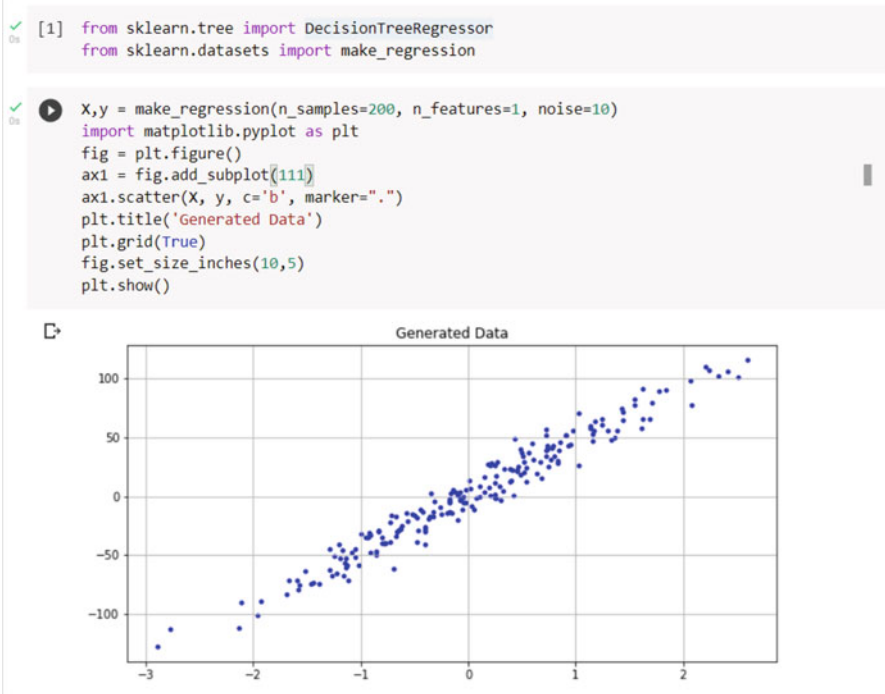 [1] from sklearn.tree import DecisionTreeRegressor
from sklearn.datasets import make_regression
0s
X,y = make_regression(n_samples=200, n_features=1, noise=10)
0s
import matplotlib.pyplot as plt
fig = plt.figure()
ax1 = fig.add_subplot(111)
ax1.scatter(X, y, c='b', marker=".")
plt.title('Generated Data')
plt.grid(True)
fig.set_size_inches(10,5)
plt.show()
Generated Data
100
50
0
−50
−100
−3 −2 −1 0 1 2